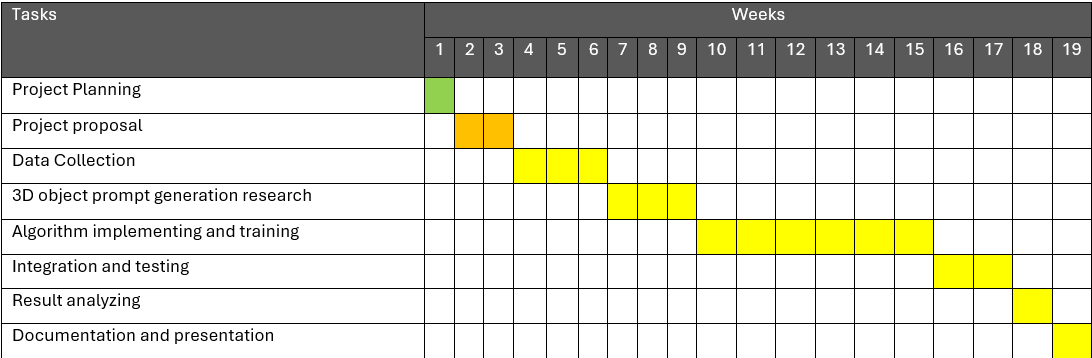 Tasks
Weeks
1 2 3 4 5 6 7 8 9 10 11 12 13 14 15 16 17 18 19
Project Planning
Project proposal
Data Collection
3D object prompt generation research
Algorithm implementing and training
Integration and testing
Result analyzing
Documentation and presentation